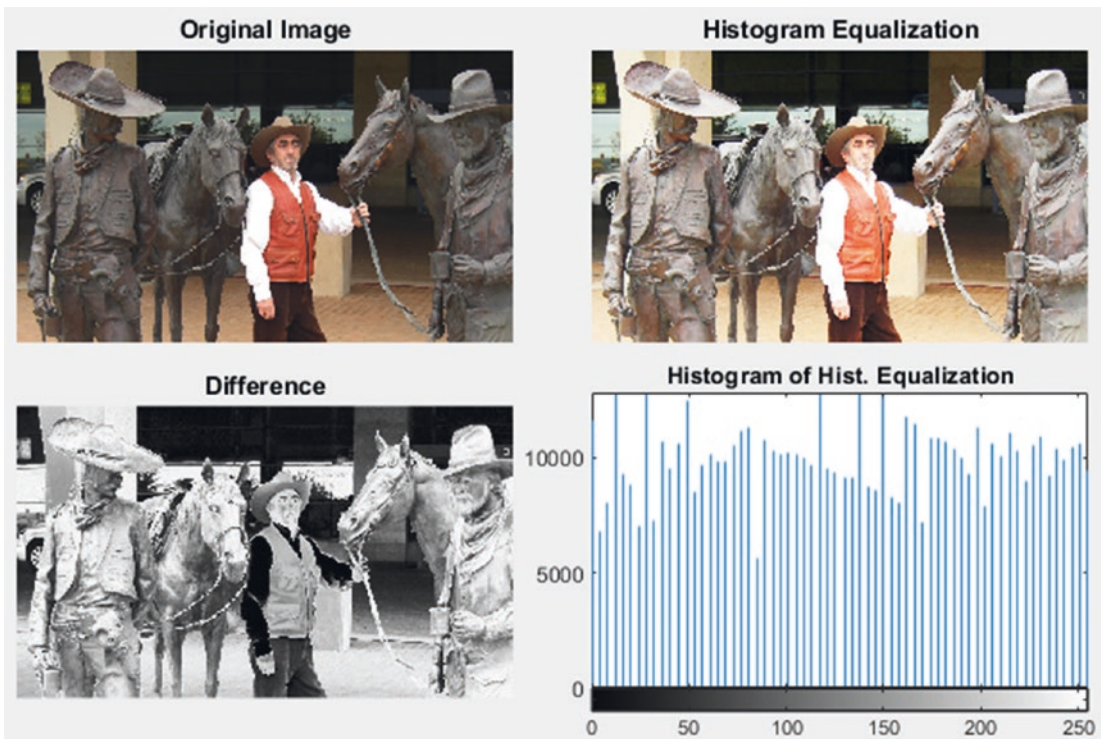 Original Image
Histogram Equalization
Difference
Histogram of Hist. Equalization
10000
5000
0
0 50 100 150 200 250